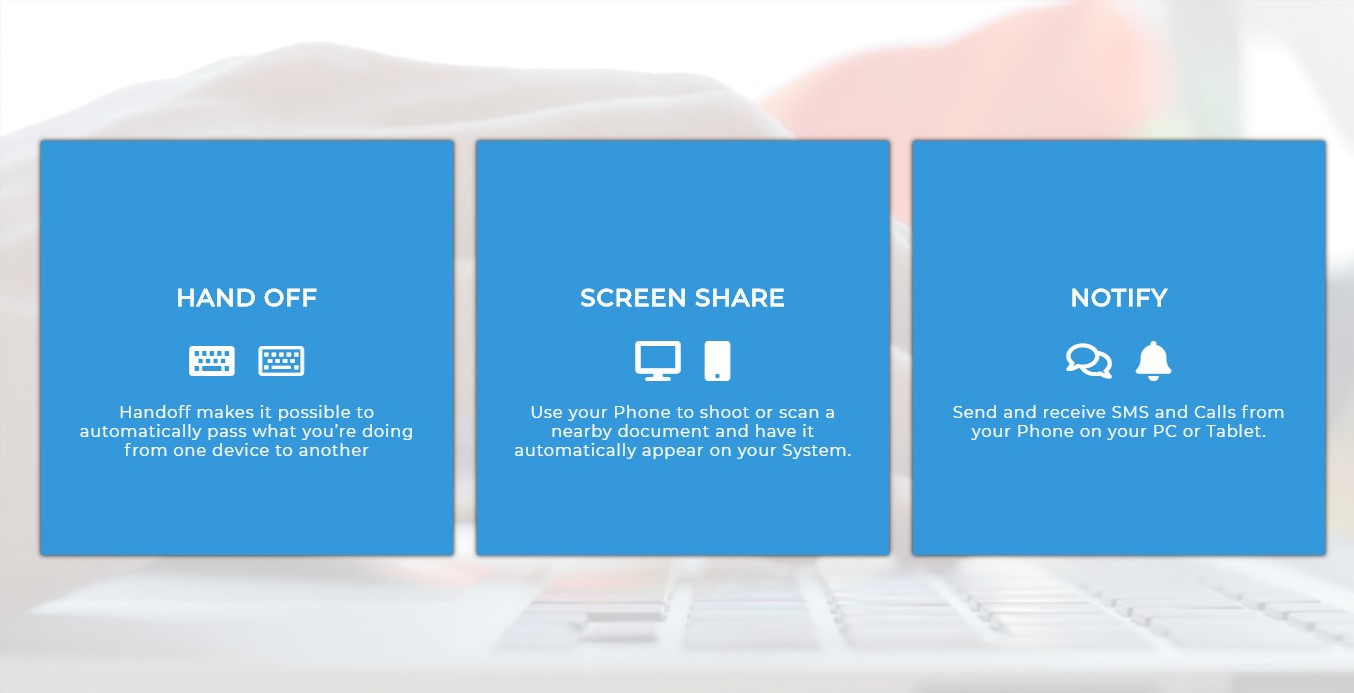 HAND OFF
Handoff makes it possible to
automatically pass what you’re doing
from one device to another
SCREEN SHARE
Use your Phone to shoot or scan a
nearby document and have it
automatically appear on your System.
NOTIFY
Send and receive SMS and Calls from
your Phone on your PC or Tablet.